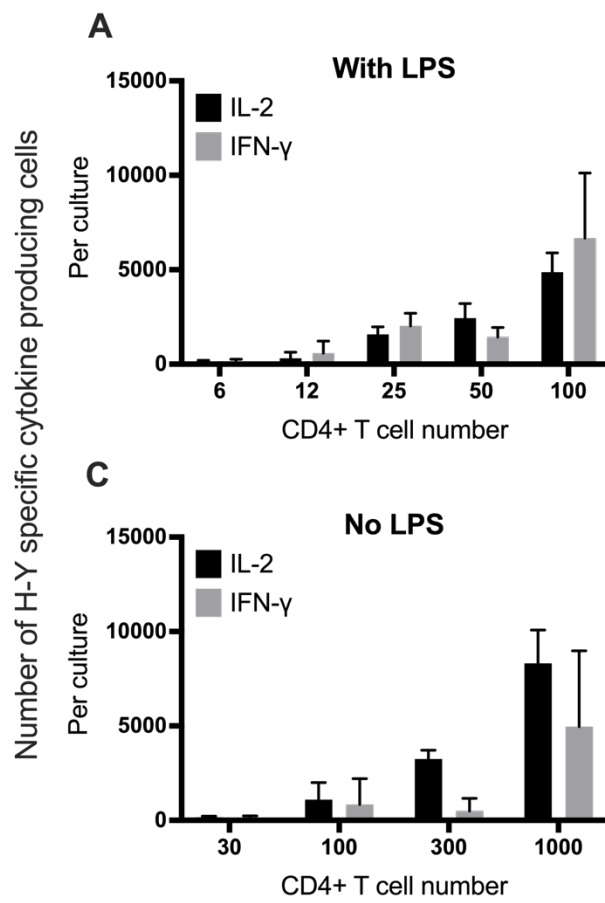 Number of H-Y specific cytokine producing cells
A
With LPS
IL-2
IFN-γ
Per culture
15000
10000
5000
0
6 12 25 50 100
CD4+ T cell number
C
No LPS
IL-2
IFN-γ
Per culture
15000
10000
5000
0
30 100 300 1000
CD4+ T cell number